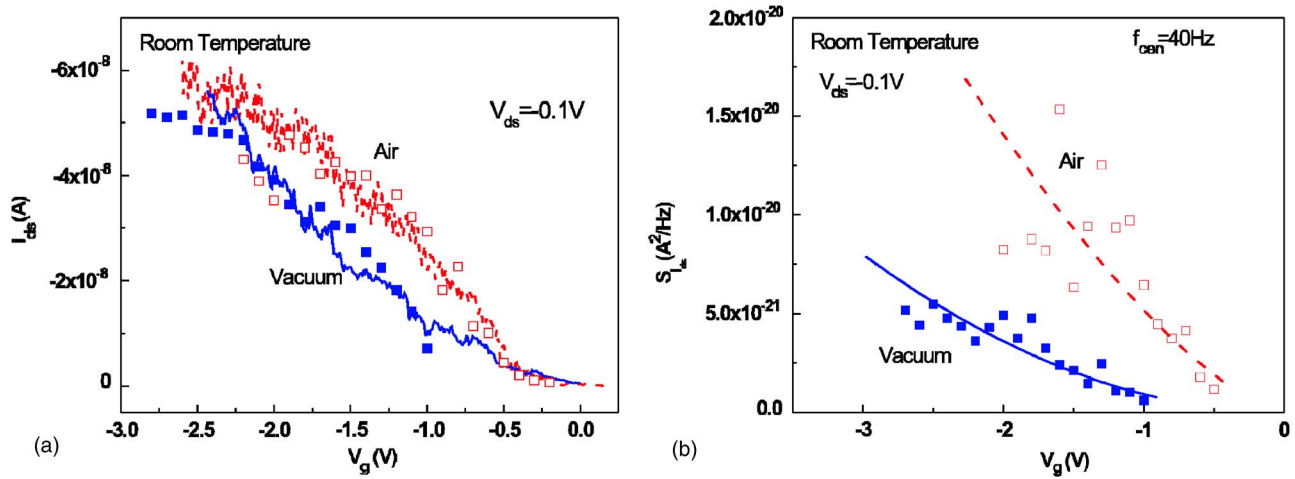 Room Temperature
-6x10⁻⁸
V_ds=-0.1V
Air
-4x10⁻⁸
I_ds(A)
Vacuum
-2x10⁻⁸
0
-3.0 -2.5 -2.0 -1.5 -1.0 -0.5 0.0
(a)
V_g(V)
2.0x10⁻²⁰
Room Temperature
f_cen=40Hz
V_ds=-0.1V
1.5x10⁻²⁰
Air
1.0x10⁻²⁰
S_I_ds(A²/Hz)
5.0x10⁻²¹
Vacuum
0.0
-3 -2 -1 0
(b)
V_g(V)